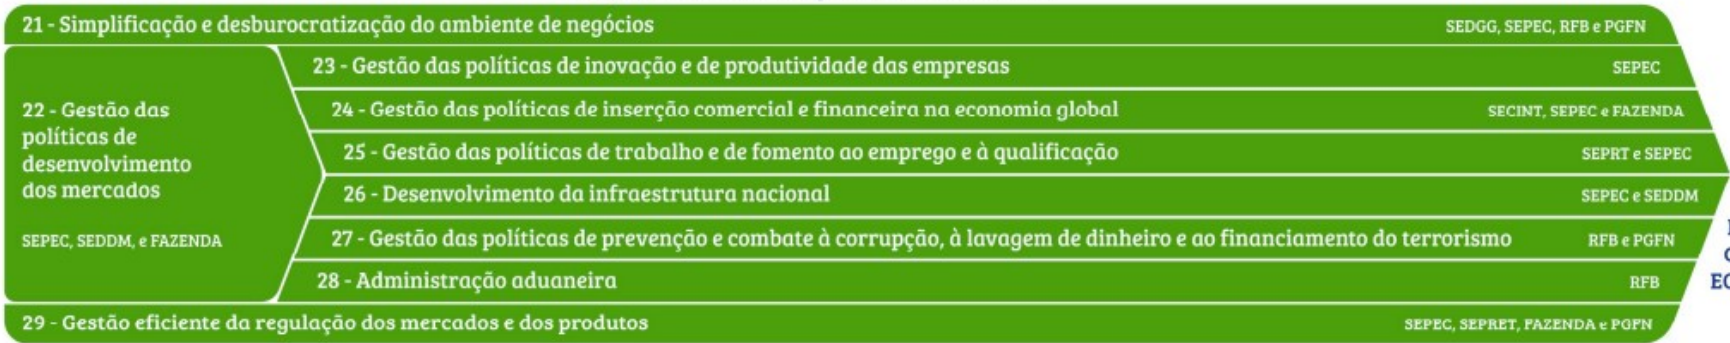 21 - Simplificação e desburocratização do ambiente de negócios SEDGG, SEPEC, RFB e PGFN
22 - Gestão das
políticas de
desenvolvimento
dos mercados
SEPEC, SEDDM, e FAZENDA
23 - Gestão das políticas de inovação e de produtividade das empresas SEPEC
24 - Gestão das políticas de inserção comercial e financeira na economia global SECINT, SEPEC e FAZENDA
25 - Gestão das políticas de trabalho e de fomento ao emprego e à qualificação SEPRT e SEPEC
26 - Desenvolvimento da infraestrutura nacional SEPEC e SEDDM
27 - Gestão das políticas de prevenção e combate à corrupção, à lavagem de dinheiro e ao financiamento do terrorismo RFB e PGFN
28 - Administração aduaneira RFB
29 - Gestão eficiente da regulação dos mercados e dos produtos SEPEC, SEPRET, FAZENDA e PGFN